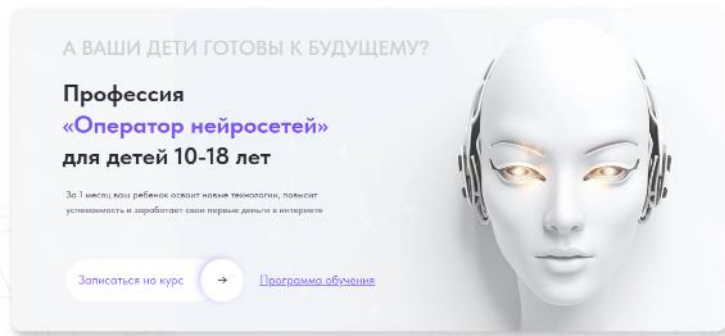 А ВАШИ ДЕТИ ГОТОВЫ К БУДУЩЕМУ?
Профессия
«Оператор нейросетей»
для детей 10-18 лет
За 1 месяц ваш ребенок освоит новые технологии, повысит
успеваемость и заработает свои первые деньги в интернете
Записаться на курс → Программа обучения